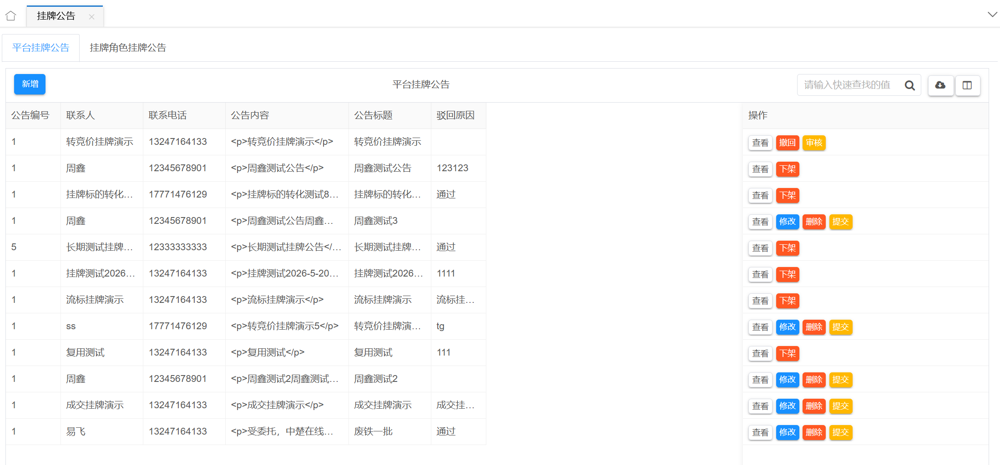 挂牌公告
平台挂牌公告 挂牌角色挂牌公告
新增 平台挂牌公告 请输入快速查找的值
公告编号 联系人 联系电话 公告内容 公告标题 驳回原因 操作
1 转竞价挂牌演示 13247164133 <p>转竞价挂牌演示</p> 转竞价挂牌演示 查看 撤回 审核
1 周鑫 12345678901 <p>周鑫测试公告</p> 周鑫测试公告 123123 查看 下架
1 挂牌标的转化… 17771476129 <p>挂牌标的转化测试8… 挂牌标的转化… 通过 查看 下架
1 周鑫 12345678901 <p>周鑫测试公告周鑫… 周鑫测试3 查看 修改 删除 提交
5 长期测试挂牌… 12333333333 <p>长期测试挂牌公告</… 长期测试挂牌… 通过 查看 下架
1 挂牌测试2026… 13247164133 <p>挂牌测试2026-5-20… 挂牌测试2026… 1111 查看 下架
1 流标挂牌演示 13247164133 <p>流标挂牌演示</p> 流标挂牌演示 流标挂… 查看 下架
1 ss 17771476129 <p>转竞价挂牌演示5</p> 转竞价挂牌演… tg 查看 修改 删除 提交
1 复用测试 13247164133 <p>复用测试</p> 复用测试 111 查看 下架
1 周鑫 12345678901 <p>周鑫测试2周鑫测试… 周鑫测试2 查看 修改 删除 提交
1 成交挂牌演示 13247164133 <p>成交挂牌演示</p> 成交挂牌演示 成交挂… 查看 修改 删除 提交
1 易飞 13247164133 <p>受委托，中楚在线… 废铁一批 通过 查看 修改 删除 提交